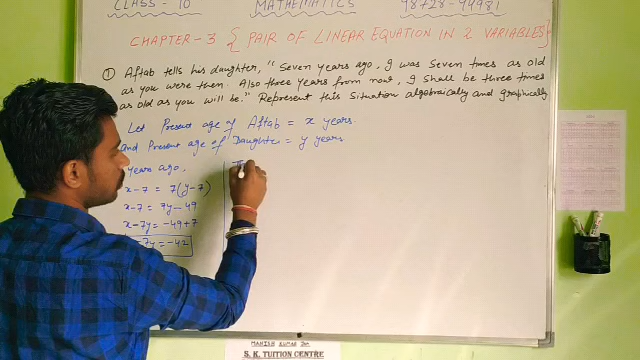 CLASS - 10 MATHEMATICS 98+28-94981
CHAPTER-3 { PAIR OF LINEAR EQUATION IN 2 VARIABLES}
① Aftab tells his daughter, " Seven years ago, I was seven times as old
as you were then. Also three years from now, I shall be three times
as old as you will be." Represent this situation algebraically and graphically
Let Present age of Aftab = x years.
And Present age of Daughter = y years
years ago,
x-7 = 7(y-7)
x-7 = 7y-49
x-7y = -49+7
-7y = -42
MANISH KUMAR
S. K. TUITION CENTRE